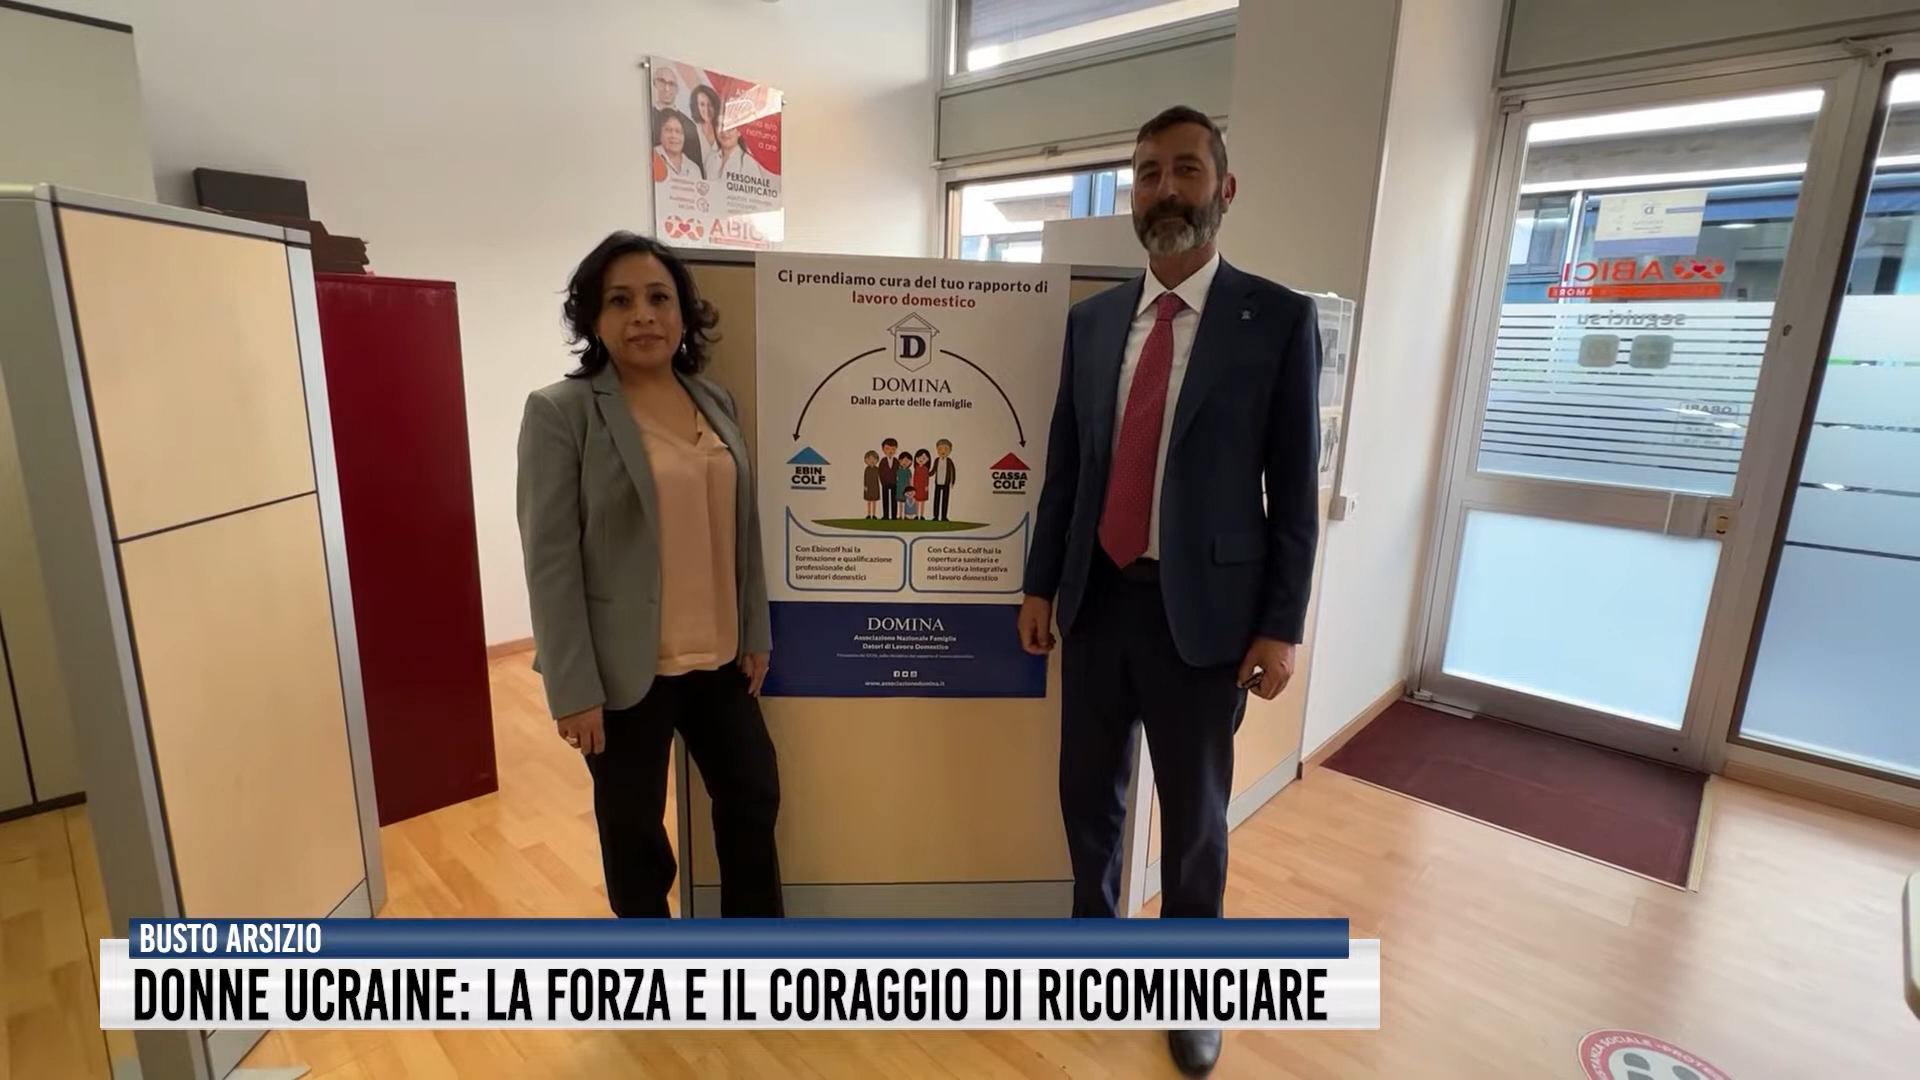 PERSONALE
QUALIFICATO
ABICI
Ci prendiamo cura del tuo rapporto di
lavoro domestico
D
DOMINA
Dalla parte delle famiglie
EBIN
COLF
CASSA
COLF
Con Ebincolf hai la
formazione e qualificazione
professionale dei
lavoratori domestici
Con Cas.Sa.Colf hai la
copertura sanitaria e
assicurativa integrativa
nel lavoro domestico
DOMINA
Associazione Nazionale Famiglie
Datori di Lavoro Domestico
www.associazionedomina.it
ABICI
seguici su
ORARI
BUSTO ARSIZIO
DONNE UCRAINE: LA FORZA E IL CORAGGIO DI RICOMINCIARE